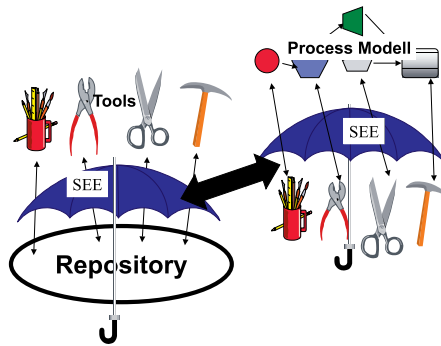 Process Modell
Tools
SEE
SEE
Repository